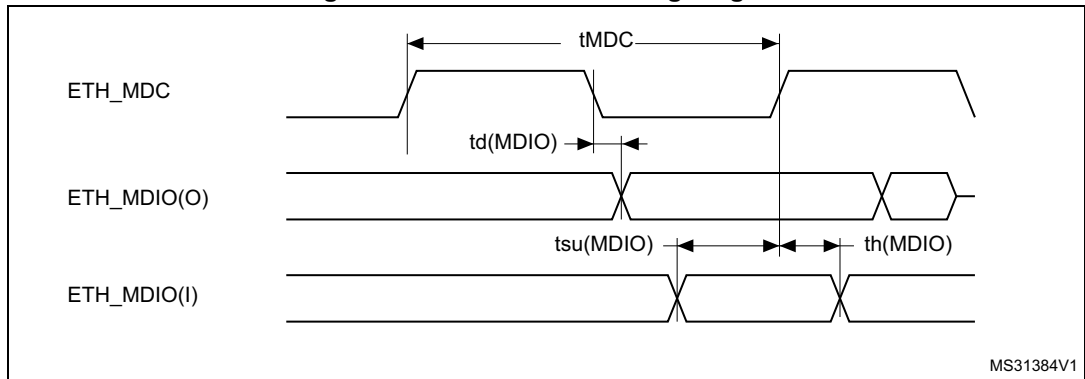 tMDC
ETH_MDC
td(MDIO)
ETH_MDIO(O)
tsu(MDIO) th(MDIO)
ETH_MDIO(I)
MS31384V1